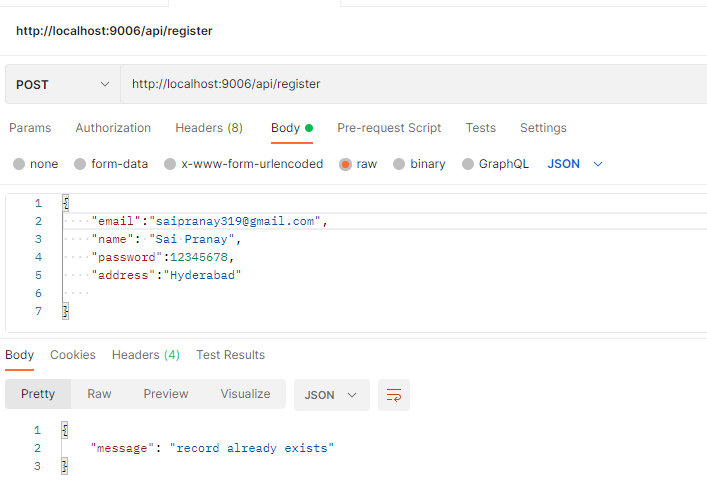 http://localhost:9006/api/register
POST http://localhost:9006/api/register
Params Authorization Headers (8) Body Pre-request Script Tests Settings
none form-data x-www-form-urlencoded raw binary GraphQL JSON
1 {
2 "email":"saipranay319@gmail.com",
3 "name": "Sai Pranay",
4 "password":12345678,
5 "address":"Hyderabad"
6
7 }
Body Cookies Headers (4) Test Results
Pretty Raw Preview Visualize JSON
1 {
2 "message": "record already exists"
3 }